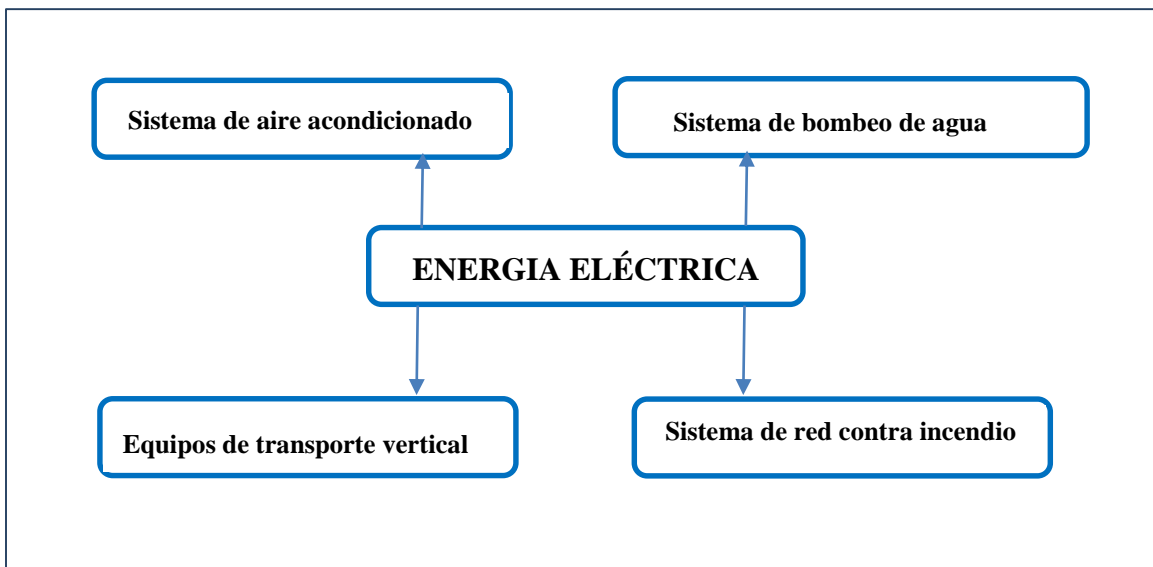 Sistema de aire acondicionado
Sistema de bombeo de agua
ENERGIA ELÉCTRICA
Equipos de transporte vertical
Sistema de red contra incendio